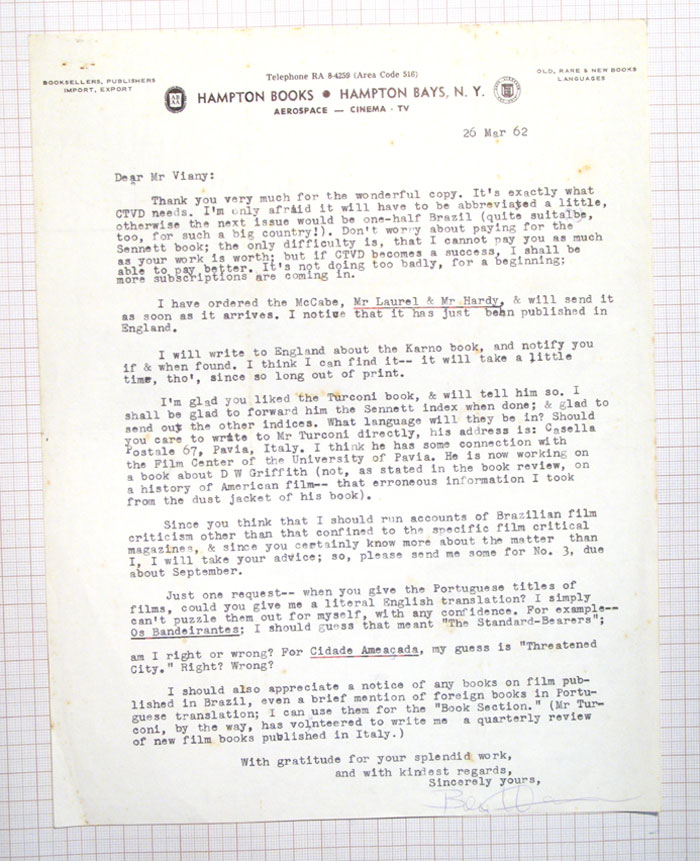 Telephone RA 8-4259 (Area Code 516)
BOOKSELLERS, PUBLISHERS
IMPORT, EXPORT
HAMPTON BOOKS • HAMPTON BAYS, N. Y.
AEROSPACE — CINEMA - TV
OLD, RARE & NEW BOOKS
LANGUAGES
26 Mar 62
Dear Mr Viany:
Thank you very much for the wonderful copy. It's exactly what
CTVD needs. I'm only afraid it will have to be abbreviated a little,
otherwise the next issue would be one-half Brazil (quite suitalbe,
too, for such a big country!). Don't worry about paying for the
Sennett book; the only difficulty is, that I cannot pay you as much
as your work is worth; but if CTVD becomes a success, I shall be
able to pay better. It's not doing too badly, for a beginning;
more subscriptions are coming in.
I have ordered the McCabe, Mr Laurel & Mr Hardy, & will send it
as soon as it arrives. I notice that it has just been published in
England.
I will write to England about the Karno book, and notify you
if & when found. I think I can find it-- it will take a little
time, tho', since so long out of print.
I'm glad you liked the Turconi book, & will tell him so. I
shall be glad to forward him the Sennett index when done; & glad to
send out the other indices. What language will they be in? Should
you care to write to Mr Turconi directly, his address is: Casella
Postale 67, Pavia, Italy. I think he has some connection with
the Film Center of the University of Pavia. He is now working on
a book about D W Griffith (not, as stated in the book review, on
a history of American film-- that erroneous information I took
from the dust jacket of his book).
Since you think that I should run accounts of Brazilian film
criticism other than that confined to the specific film critical
magazines, & since you certainly know more about the matter than
I, I will take your advice; so, please send me some for No. 3, due
about September.
Just one request-- when you give the Portuguese titles of
films, could you give me a literal English translation? I simply
can't puzzle them out for myself, with any confidence. For example--
Os Bandeirantes; I should guess that meant "The Standard-Bearers";
am I right or wrong? For Cidade Ameaçada, my guess is "Threatened
City." Right? Wrong?
I should also appreciate a notice of any books on film pub-
lished in Brazil, even a brief mention of foreign books in Portu-
guese translation; I can use them for the "Book Section." (Mr Tur-
coni, by the way, has volunteered to write me a quarterly review
of new film books published in Italy.)
With gratitude for your splendid work,
and with kindest regards,
Sincerely yours,